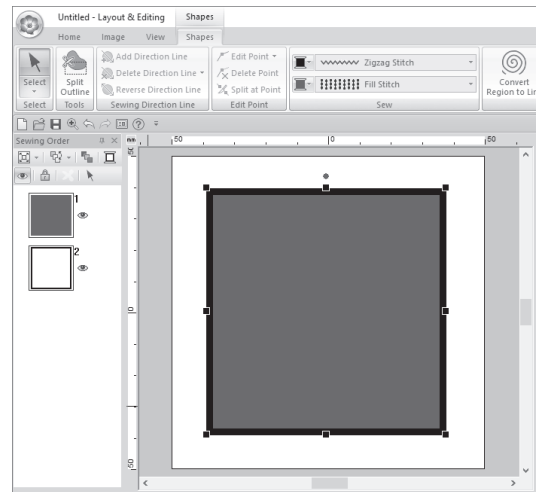 Untitled - Layout & Editing
Shapes
Home
Image
View
Shapes
Select
Split Outline
Add Direction Line
Delete Direction Line
Reverse Direction Line
Edit Point
Delete Point
Split at Point
Zigzag Stitch
Fill Stitch
Convert
Region to Lin
Select
Tools
Sewing Direction Line
Edit Point
Sew
Sewing Order
mm
50
0
50
50
0
50
1
2